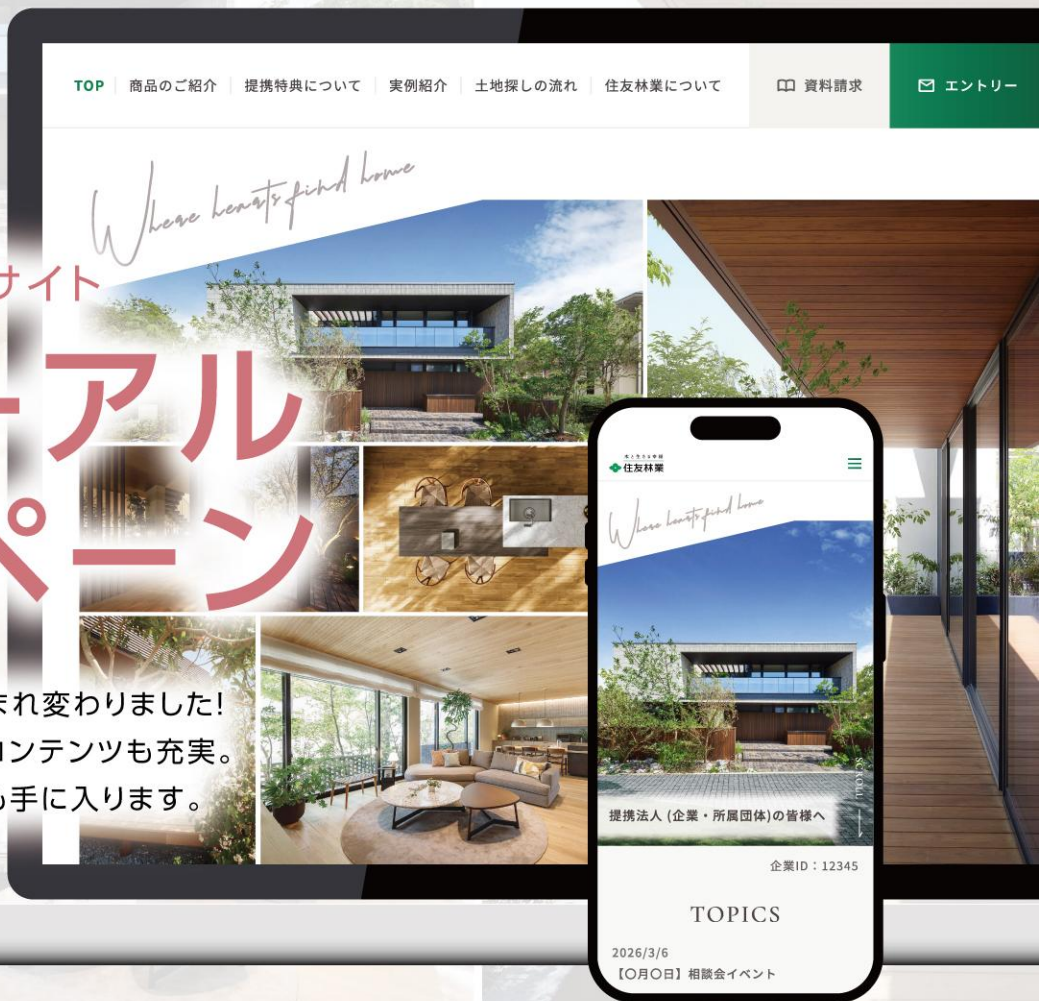 TOP 商品のご紹介 提携特典について 実例紹介 土地探しの流れ 住友林業について 資料請求 エントリー
Where hearts find home
サイト
ーアル
ペーン
まれ変わりました!
コンテンツも充実。
も手に入ります。
住友林業
Where hearts find home
SCROLL
提携法人 (企業・所属団体)の皆様へ
企業ID:12345
TOPICS
2026/3/6
【〇月〇日】相談会イベント